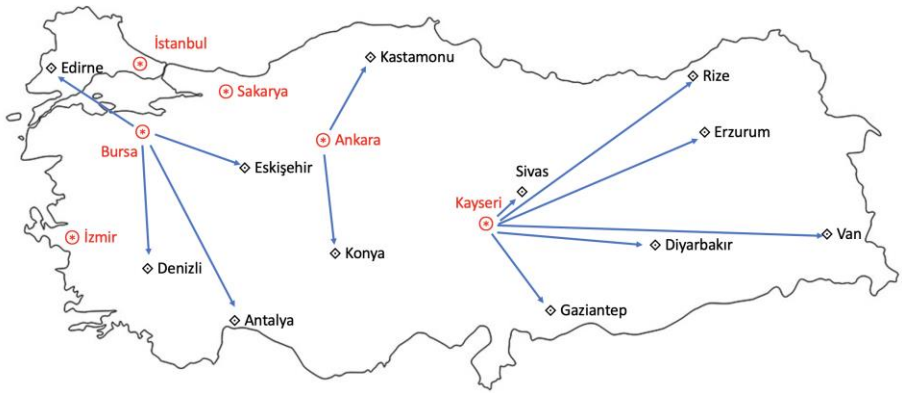 İstanbul
Edirne
Kastamonu
Rize
Sakarya
Erzurum
Ankara
Bursa
Eskişehir
Sivas
Kayseri
İzmir
Van
Diyarbakır
Konya
Denizli
Gaziantep
Antalya